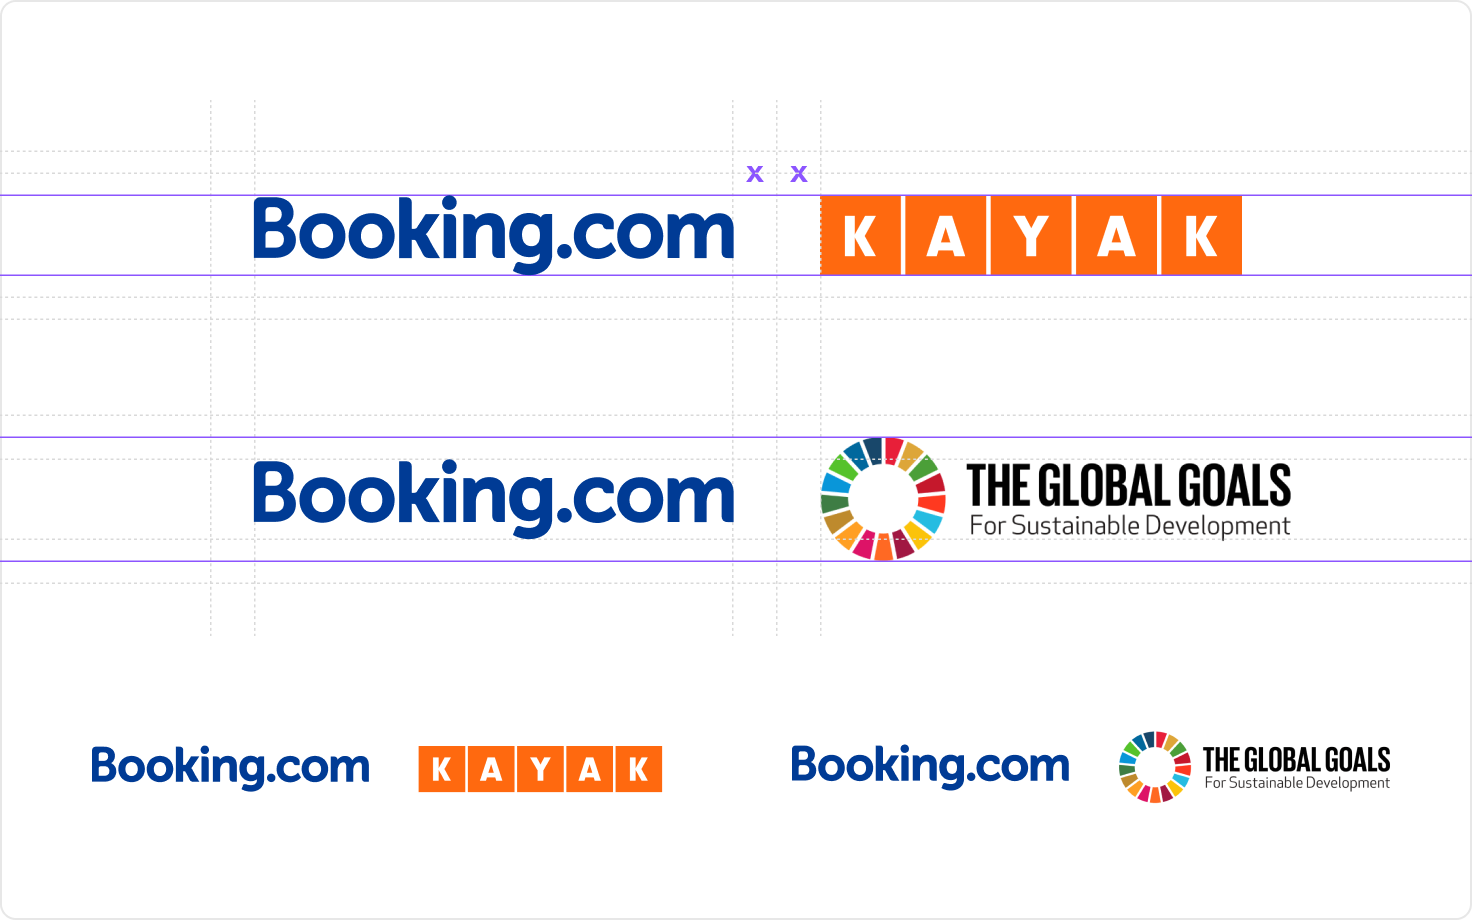 x x
Booking.com KAYAK
Booking.com THE GLOBAL GOALS
For Sustainable Development
Booking.com KAYAK Booking.com THE GLOBAL GOALS
For Sustainable Development